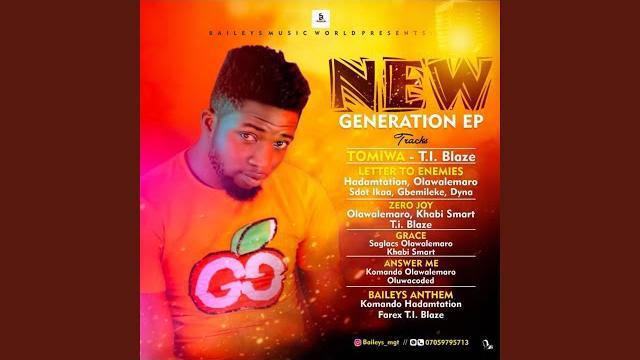 BAILEYS MUSIC WORLD PRESENTS:
NEW
GENERATION EP
Tracks
TOMIWA - T.I. Blaze
LETTER TO ENEMIES
Hadamtation, Olawalemaro
Sdot Ikaa, Gbemileke, Dyna
ZERO JOY
Olawalemaro, Khabi Smart
T.i. Blaze
GRACE
Soglacs Olawalemaro
Khabi Smart
ANSWER ME
Komando Olawalemaro
Oluwacoded
BAILEYS ANTHEM
Komando Hadamtation
Farex T.I. Blaze
Baileys_mgt // 07059795713